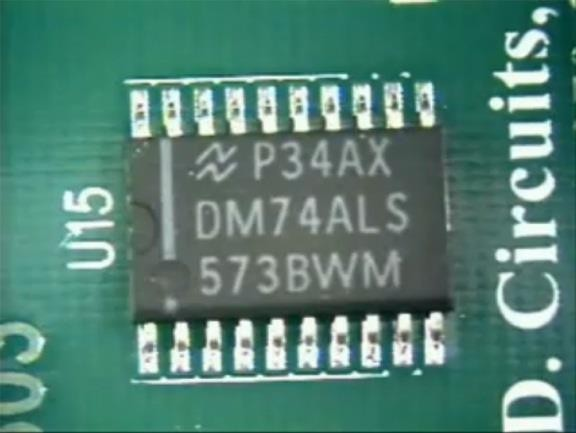 P34AX
DM74ALS
573BWM
U15
D. Circuits,